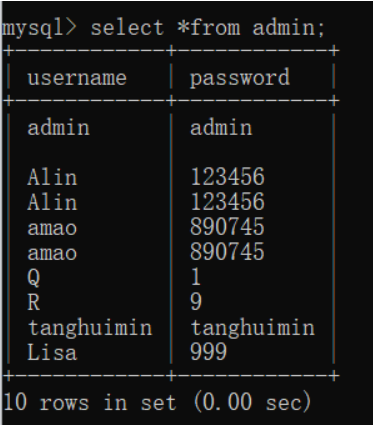 mysql> select *from admin;
username password
admin admin
Alin 123456
Alin 123456
amao 890745
amao 890745
Q 1
R 9
tanghuimin tanghuimin
Lisa 999
10 rows in set (0.00 sec)